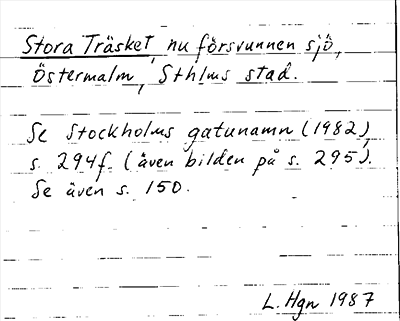 Stora Träsket, nu försvunnen sjö,
Östermalm, Sthlms stad.
Se Stockholms gatunamn (1982),
s. 294f. (även bilden på s. 295).
Se även s. 150.
L. Hgn 1987